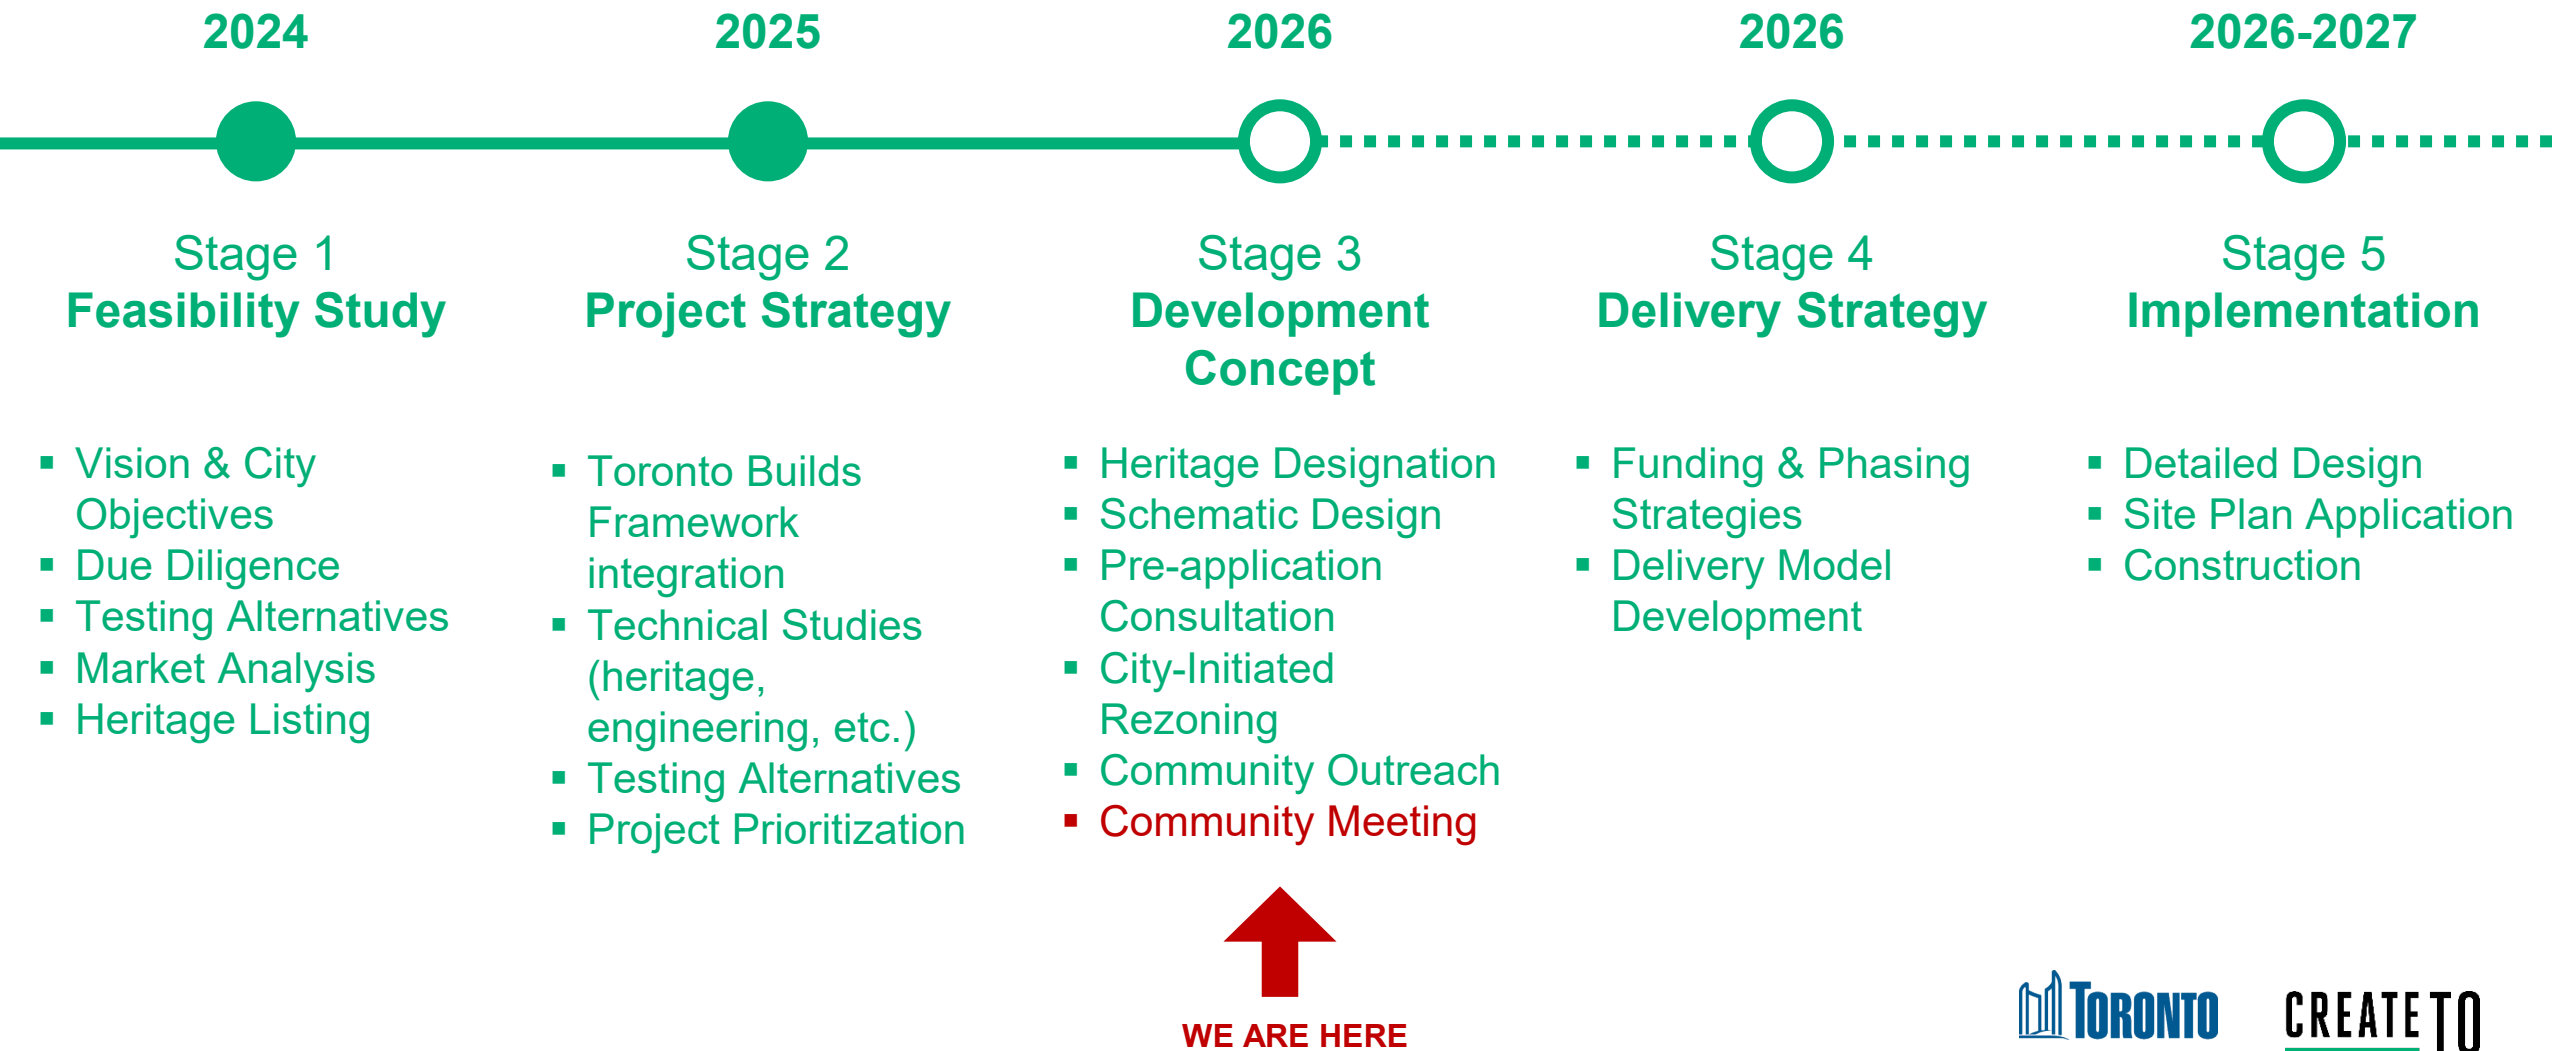 2024
Stage 1
Feasibility Study
▪ Vision & City
Objectives
▪ Due Diligence
▪ Testing Alternatives
▪ Market Analysis
▪ Heritage Listing
2025
Stage 2
Project Strategy
▪ Toronto Builds
Framework
integration
▪ Technical Studies
(heritage,
engineering, etc.)
▪ Testing Alternatives
▪ Project Prioritization
2026
Stage 3
Development
Concept
▪ Heritage Designation
▪ Schematic Design
▪ Pre-application
Consultation
▪ City-Initiated
Rezoning
▪ Community Outreach
▪ Community Meeting
WE ARE HERE
2026
Stage 4
Delivery Strategy
▪ Funding & Phasing
Strategies
▪ Delivery Model
Development
2026-2027
Stage 5
Implementation
▪ Detailed Design
▪ Site Plan Application
▪ Construction
TORONTO
CREATETO